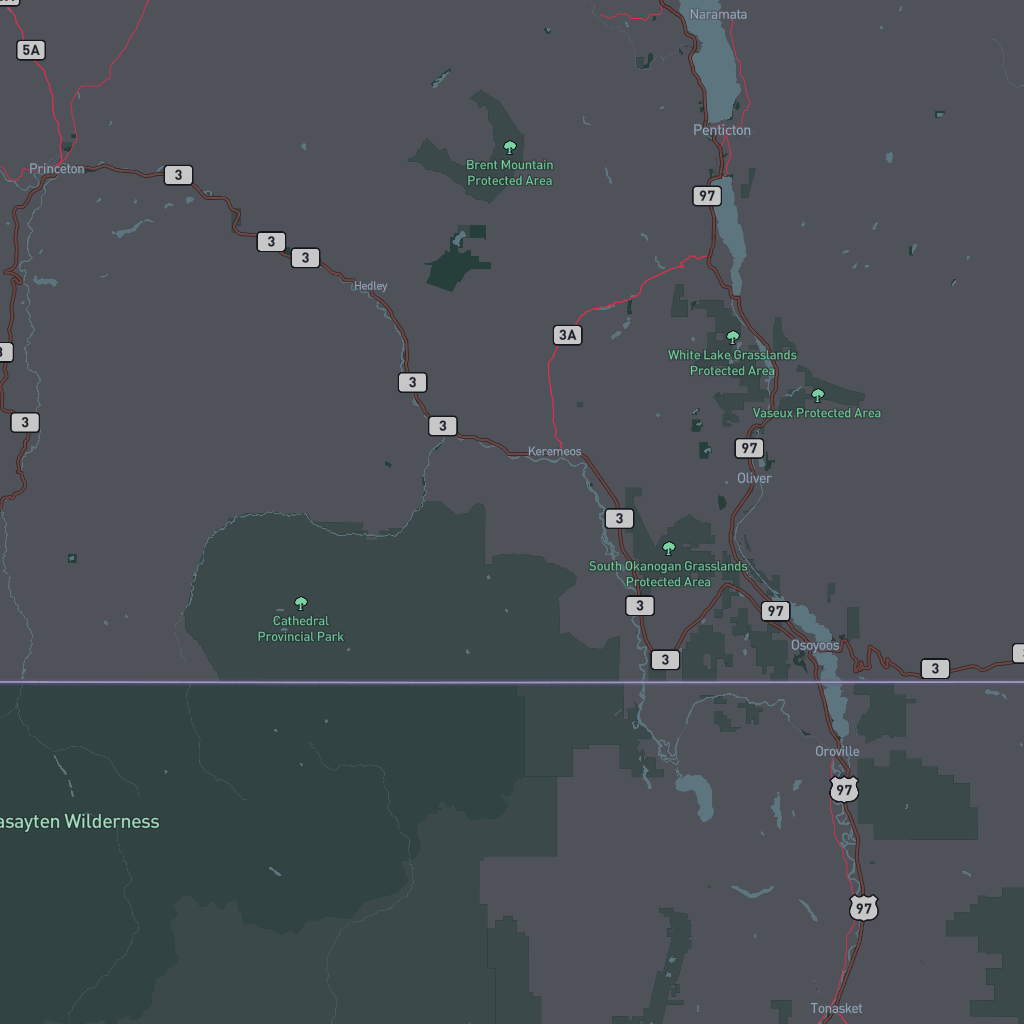 Naramata
5A
Penticton
Brent Mountain
Protected Area
Princeton
3
97
3
3
Hedley
3A
White Lake Grasslands
Protected Area
3
Vaseux Protected Area
3
3
97
Keremeos
Oliver
3
South Okanogan Grasslands
Protected Area
3
97
Cathedral
Provincial Park
Osoyoos
3
3
Oroville
97
asayten Wilderness
97
Tonasket